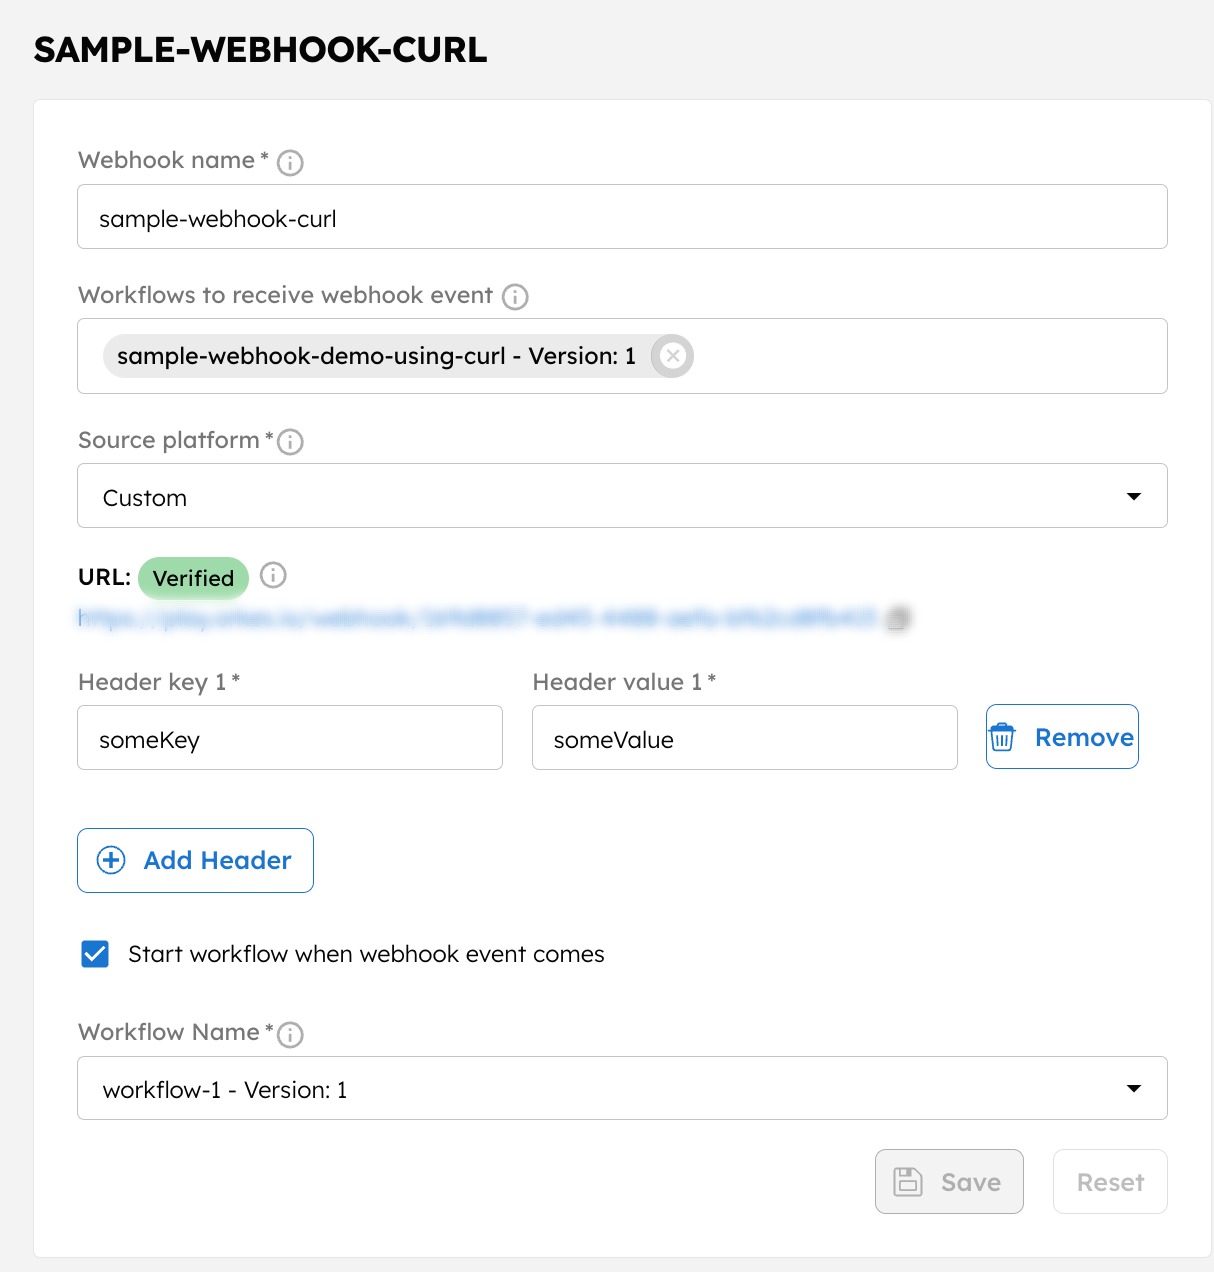 SAMPLE-WEBHOOK-CURL
Webhook name *
sample-webhook-curl
Workflows to receive webhook event
sample-webhook-demo-using-curl - Version: 1
Source platform *
Custom
URL: Verified
Header key 1 * Header value 1 *
someKey someValue Remove
Add Header
Start workflow when webhook event comes
Workflow Name *
workflow-1 - Version: 1
Save Reset